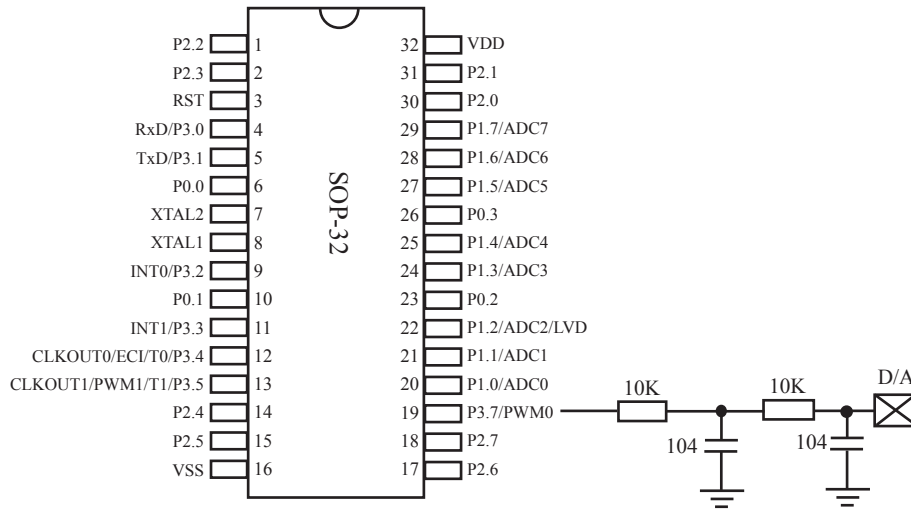 P2.2 1
P2.3 2
RST 3
RxD/P3.0 4
TxD/P3.1 5
P0.0 6
XTAL2 7
XTAL1 8
INT0/P3.2 9
P0.1 10
INT1/P3.3 11
CLKOUT0/ECI/T0/P3.4 12
CLKOUT1/PWM1/T1/P3.5 13
P2.4 14
P2.5 15
VSS 16
SOP-32
32 VDD
31 P2.1
30 P2.0
29 P1.7/ADC7
28 P1.6/ADC6
27 P1.5/ADC5
26 P0.3
25 P1.4/ADC4
24 P1.3/ADC3
23 P0.2
22 P1.2/ADC2/LVD
21 P1.1/ADC1
20 P1.0/ADC0
19 P3.7/PWM0
18 P2.7
17 P2.6
10K 10K D/A
104 104